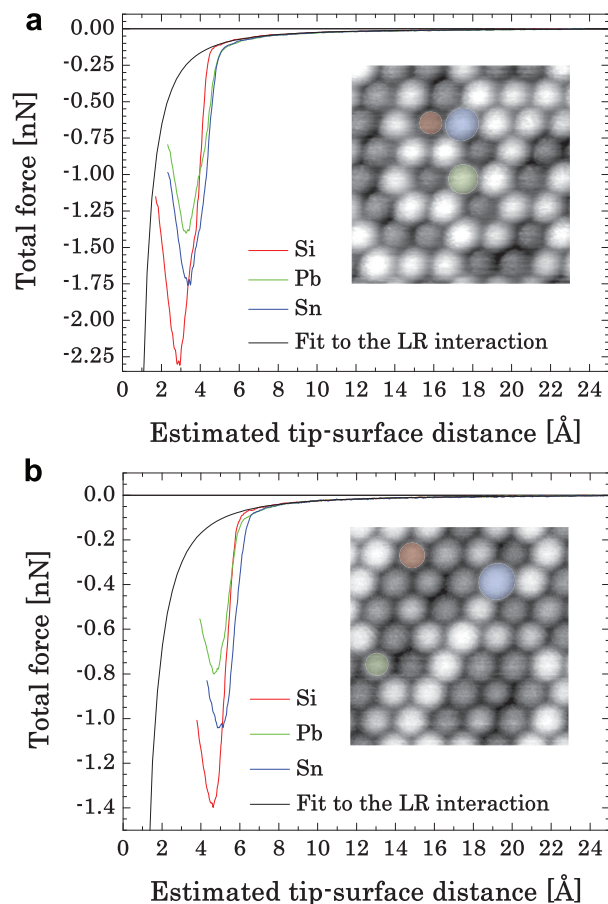 a
0.00
-0.25
-0.50
-0.75
-1.00
-1.25
-1.50
-1.75
-2.00
-2.25
Total force [nN]
Si
Pb
Sn
Fit to the LR interaction
0 2 4 6 8 10 12 14 16 18 20 22 24
Estimated tip-surface distance [Å]
b
0.0
-0.2
-0.4
-0.6
-0.8
-1.0
-1.2
-1.4
Total force [nN]
Si
Pb
Sn
Fit to the LR interaction
0 2 4 6 8 10 12 14 16 18 20 22 24
Estimated tip-surface distance [Å]